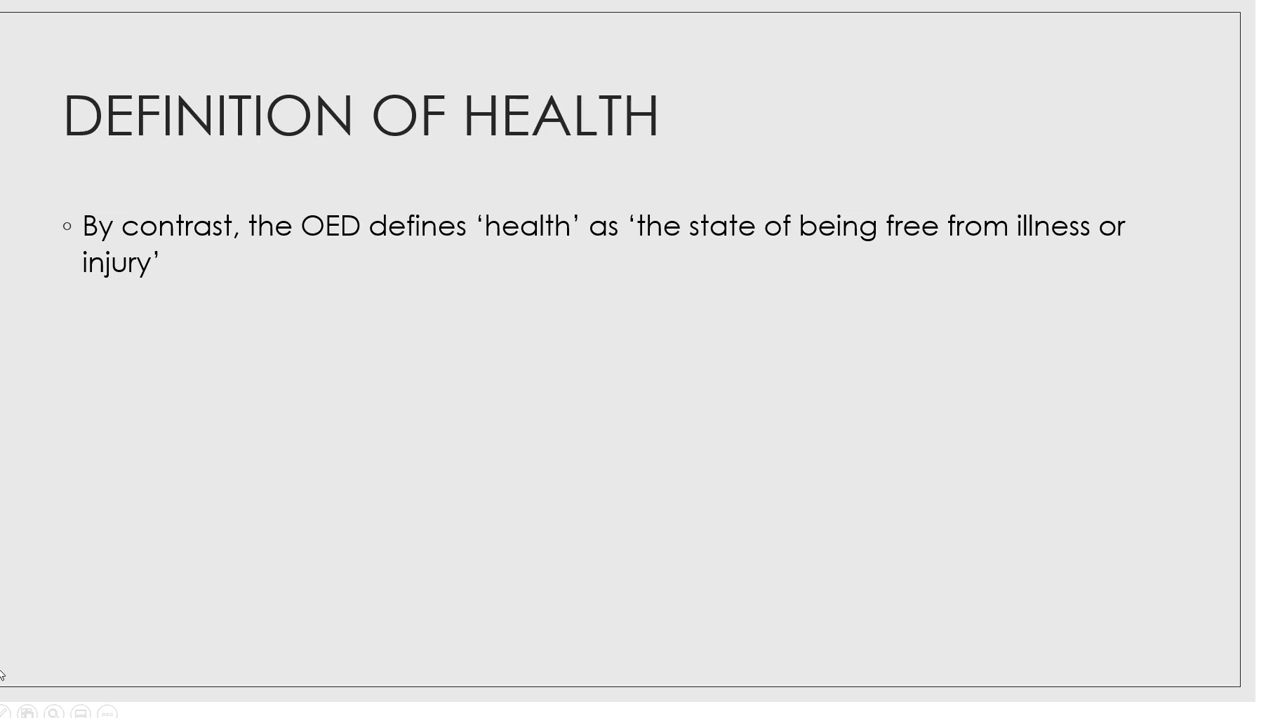 DEFINITION OF HEALTH
◦ By contrast, the OED defines ‘health’ as ‘the state of being free from illness or
injury’